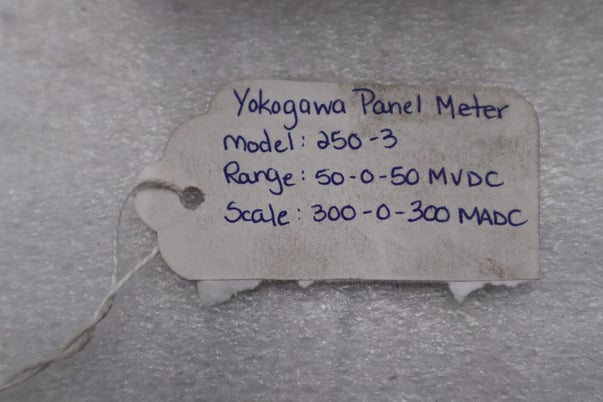 Yokogawa Panel Meter
Model: 250-3
Range: 50-0-50 MVDC
Scale: 300-0-300 MADC